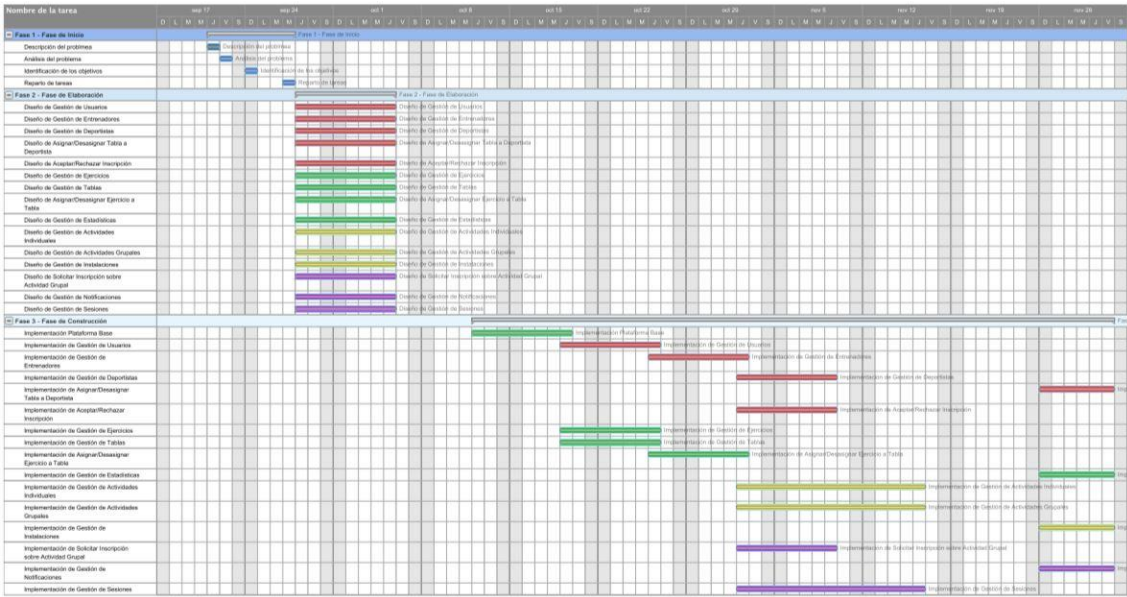 Nombre de la tarea sep 17 sep 24 oct 1 oct 8 oct 15 oct 22 oct 29 nov 5 nov 12 nov 19 nov 26
D L M M J V S D L M M J V S D L M M J V S D L M M J V S D L M M J V S D L M M J V S D L M M J V S D L M M J V S D L M M J V S D L M M J V S D L M M J V S
Fase 1 - Fase de Inicio Fase 1 - Fase de Inicio
Descripción del problmea Descripción del problmea
Análisis del problema Análisis del problema
Identificación de los objetivos Identificación de los objetivos
Reparto de tareas Reparto de tareas
Fase 2 - Fase de Elaboración Fase 2 - Fase de Elaboración
Diseño de Gestión de Usuarios Diseño de Gestión de Usuarios
Diseño de Gestión de Entrenadores Diseño de Gestión de Entrenadores
Diseño de Gestión de Deportistas Diseño de Gestión de Deportistas
Diseño de Asignar/Desasignar Tabla a Diseño de Asignar/Desasignar Tabla a Deportista
Deportista
Diseño de Aceptar/Rechazar Inscripción Diseño de Aceptar/Rechazar Inscripción
Diseño de Gestión de Ejercicios Diseño de Gestión de Ejercicios
Diseño de Gestión de Tablas Diseño de Gestión de Tablas
Diseño de Asignar/Desasignar Ejercicio a Diseño de Asignar/Desasignar Ejercicio a Tabla
Tabla
Diseño de Gestión de Estadísticas Diseño de Gestión de Estadísticas
Diseño de Gestión de Actividades Diseño de Gestión de Actividades Individuales
Individuales
Diseño de Gestión de Actividades Grupales Diseño de Gestión de Actividades Grupales
Diseño de Gestión de Instalaciones Diseño de Gestión de Instalaciones
Diseño de Solicitar Inscripción sobre Diseño de Solicitar Inscripción sobre Actividad Grupal
Actividad Grupal
Diseño de Gestión de Notificaciones Diseño de Gestión de Notificaciones
Diseño de Gestión de Sesiones Diseño de Gestión de Sesiones
Fase 3 - Fase de Construcción
Implementación Plataforma Base Implementación Plataforma Base
Implementación de Gestión de Usuarios Implementación de Gestión de Usuarios
Implementación de Gestión de Implementación de Gestión de Entrenadores
Entrenadores
Implementación de Gestión de Deportistas Implementación de Gestión de Deportistas
Implementación de Asignar/Desasignar
Tabla a Deportista
Implementación de Aceptar/Rechazar Implementación de Aceptar/Rechazar Inscripción
Inscripción
Implementación de Gestión de Ejercicios Implementación de Gestión de Ejercicios
Implementación de Gestión de Tablas Implementación de Gestión de Tablas
Implementación de Asignar/Desasignar Implementación de Asignar/Desasignar Ejercicio a Tabla
Ejercicio a Tabla
Implementación de Gestión de Estadísticas
Implementación de Gestión de Actividades Implementación de Gestión de Actividades Individuales
Individuales
Implementación de Gestión de Actividades Implementación de Gestión de Actividades Grupales
Grupales
Implementación de Gestión de
Instalaciones
Implementación de Solicitar Inscripción Implementación de Solicitar Inscripción sobre Actividad Grupal
sobre Actividad Grupal
Implementación de Gestión de
Notificaciones
Implementación de Gestión de Sesiones Implementación de Gestión de Sesiones